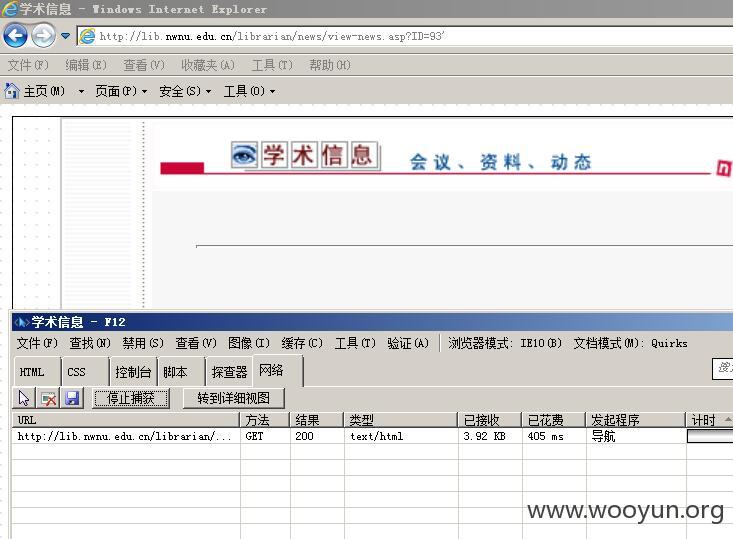 学术信息 - Windows Internet Explorer
http://lib.nwnu.edu.cn/librarian/news/view-news.asp?ID=93'
文件(F) 编辑(E) 查看(V) 收藏夹(A) 工具(T) 帮助(H)
主页(M) 页面(P) 安全(S) 工具(O)
学术信息 会议、资料、动态
学术信息 - F12
文件(F) 查找(N) 禁用(S) 查看(V) 图像(I) 缓存(C) 工具(T) 验证(A) 浏览器模式: IE10(B) 文档模式(M): Quirks
HTML CSS 控制台 脚本 探查器 网络
停止捕获 转到详细视图
URL 方法 结果 类型 已接收 已花费 发起程序 计时
http://lib.nwnu.edu.cn/librarian/... GET 200 text/html 3.92 KB 405 ms 导航
www.wooyun.org